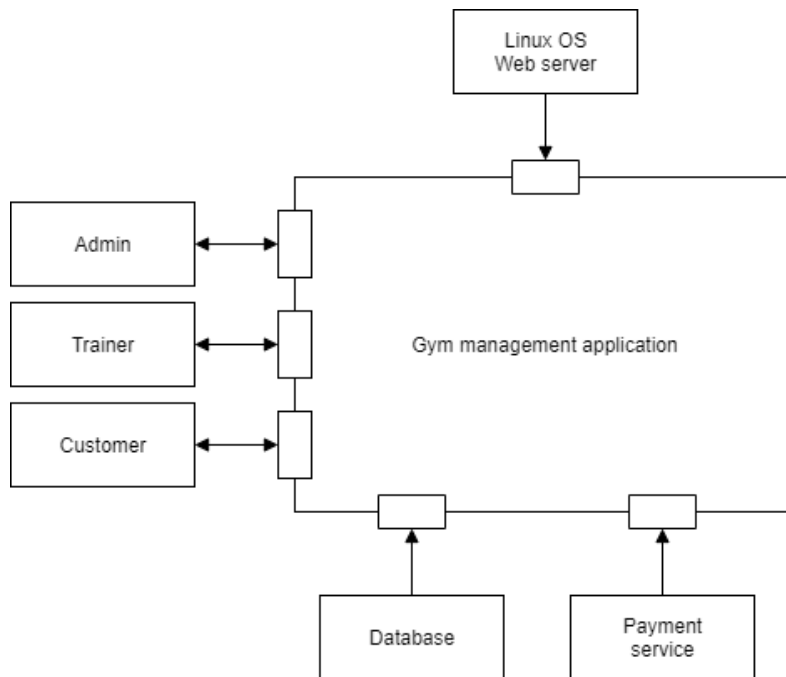 Linux OS
Web server
Admin
Trainer
Gym management application
Customer
Database
Payment
service